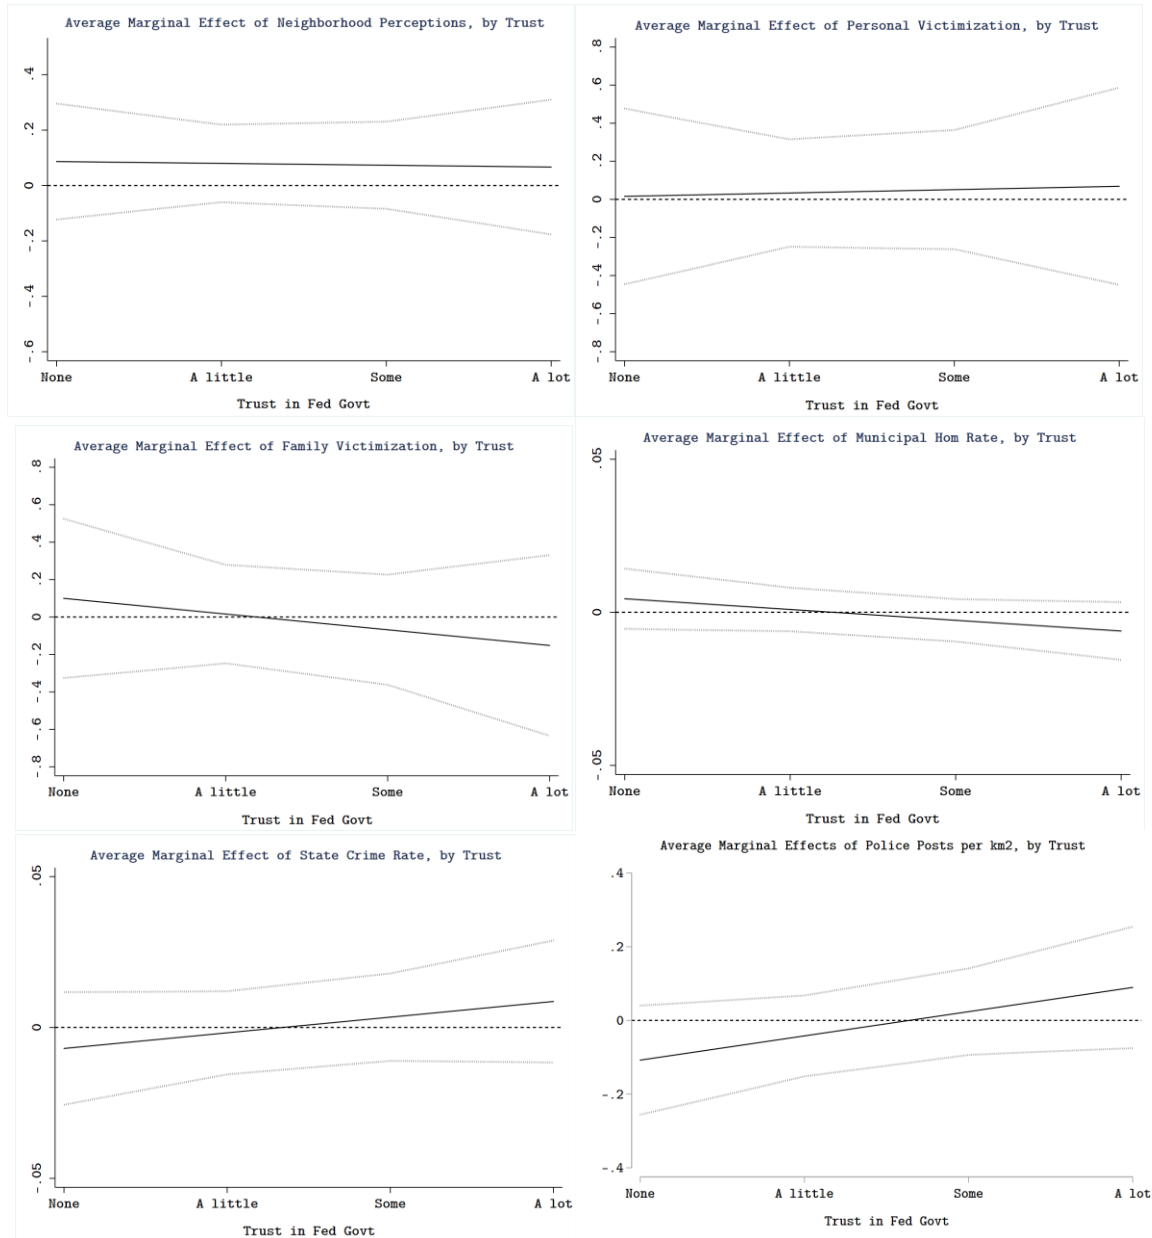 Average Marginal Effect of Neighborhood Perceptions, by Trust
.4
.2
0
-.2
-.4
-.6
None A little Some A lot
Trust in Fed Govt
Average Marginal Effect of Personal Victimization, by Trust
.8
.6
.4
.2
0
-.2
-.4
-.6
-.8
None A little Some A lot
Trust in Fed Govt
Average Marginal Effect of Family Victimization, by Trust
.8
.6
.4
.2
0
-.2
-.4
-.6
-.8
None A little Some A lot
Trust in Fed Govt
Average Marginal Effect of Municipal Hom Rate, by Trust
.05
0
-.05
None A little Some A lot
Trust in Fed Govt
Average Marginal Effect of State Crime Rate, by Trust
.05
0
-.05
None A little Some A lot
Trust in Fed Govt
Average Marginal Effects of Police Posts per km2, by Trust
.4
.2
0
-.2
-.4
None A little Some A lot
Trust in Fed Govt